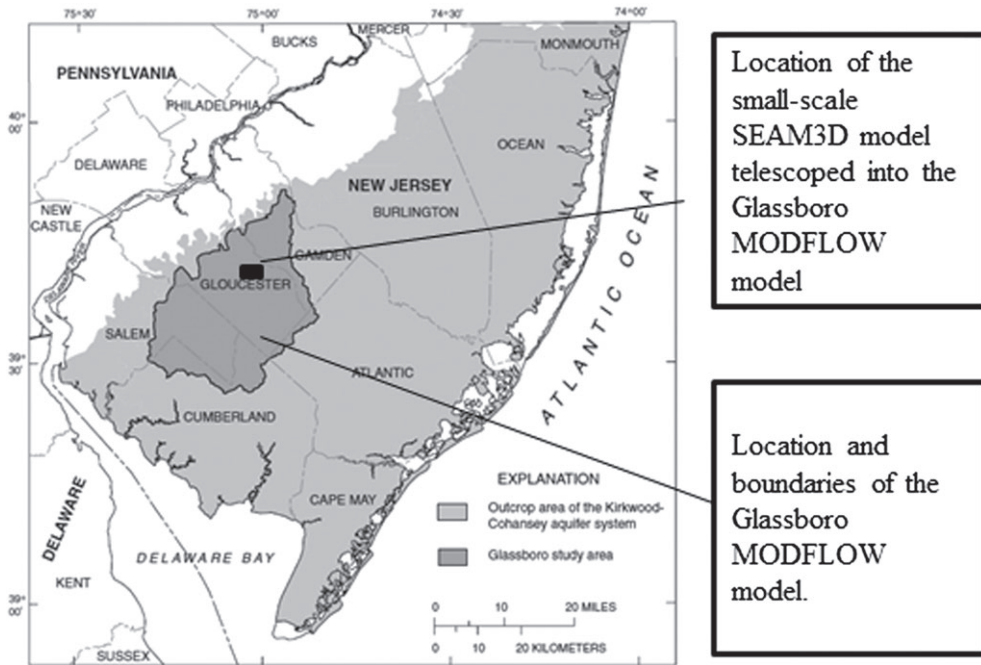 75°30'
75°00'
74°30'
74°00'
MERCER
BUCKS
MONMOUTH
PENNSYLVANIA
PHILADELPHIA
40°
00'
OCEAN
DELAWARE
NEW JERSEY
NEW
CASTLE
BURLINGTON
CAMDEN
GLOUCESTER
ATLANTIC OCEAN
SALEM
39°
30'
ATLANTIC
CUMBERLAND
CAPE MAY
DELAWARE
DELAWARE BAY
KENT
39°
00'
SUSSEX
EXPLANATION
Outcrop area of the Kirkwood-
Cohansey aquifer system
Glassboro study area
0 10 20 MILES
0 10 20 KILOMETERS
Location of the
small-scale
SEAM3D model
telescoped into the
Glassboro
MODFLOW
model
Location and
boundaries of the
Glassboro
MODFLOW
model.